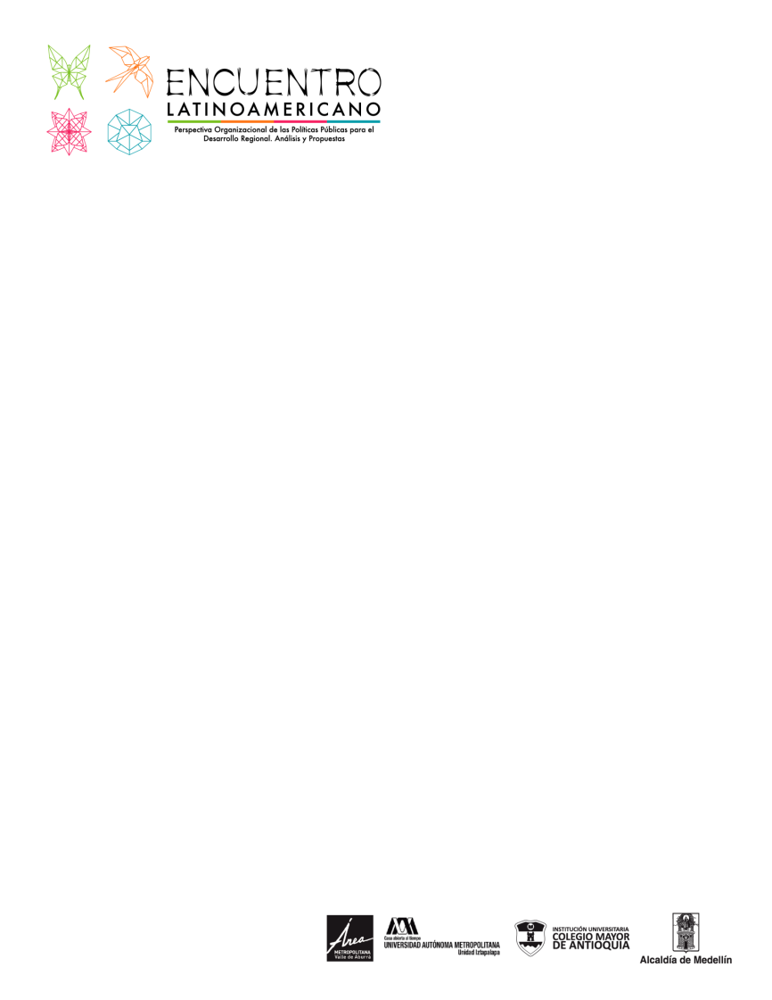 ENCUENTRO
LATINOAMERICANO
Perspectiva Organizacional de las Políticas Públicas para el
Desarrollo Regional. Análisis y Propuestas
Área
METROPOLITANA
Valle de Aburrá
Casa abierta al tiempo
UNIVERSIDAD AUTÓNOMA METROPOLITANA
Unidad Iztapalapa
INSTITUCIÓN UNIVERSITARIA
COLEGIO MAYOR
DE ANTIOQUIA
Alcaldía de Medellín